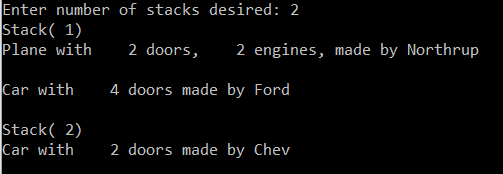 Enter number of stacks desired: 2
Stack( 1)
Plane with    2 doors,    2 engines, made by Northrup
Car with    4 doors made by Ford
Stack( 2)
Car with    2 doors made by Chev